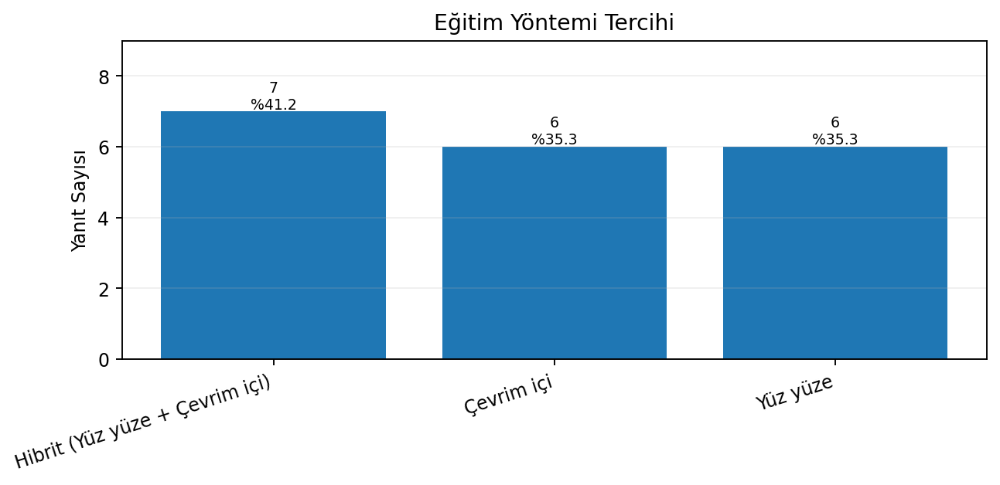 Eğitim Yöntemi Tercihi
Yanıt Sayısı
8
6
4
2
0
7
%41.2
6
%35.3
6
%35.3
Hibrit (Yüz yüze + Çevrim içi)
Çevrim içi
Yüz yüze